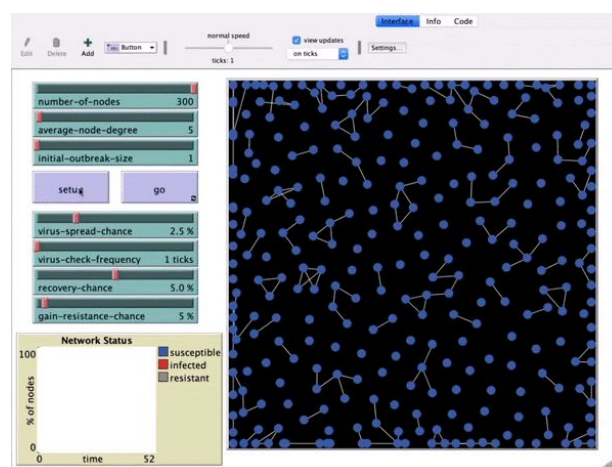 Interface Info Code
Edit Delete Add Button
normal speed
ticks: 1
view updates
on ticks
Settings...
number-of-nodes 300
average-node-degree 5
initial-outbreak-size 1
setup go
virus-spread-chance 2.5 %
virus-check-frequency 1 ticks
recovery-chance 5.0 %
gain-resistance-chance 5 %
Network Status
100
% of nodes
0
0 time 52
susceptible
infected
resistant